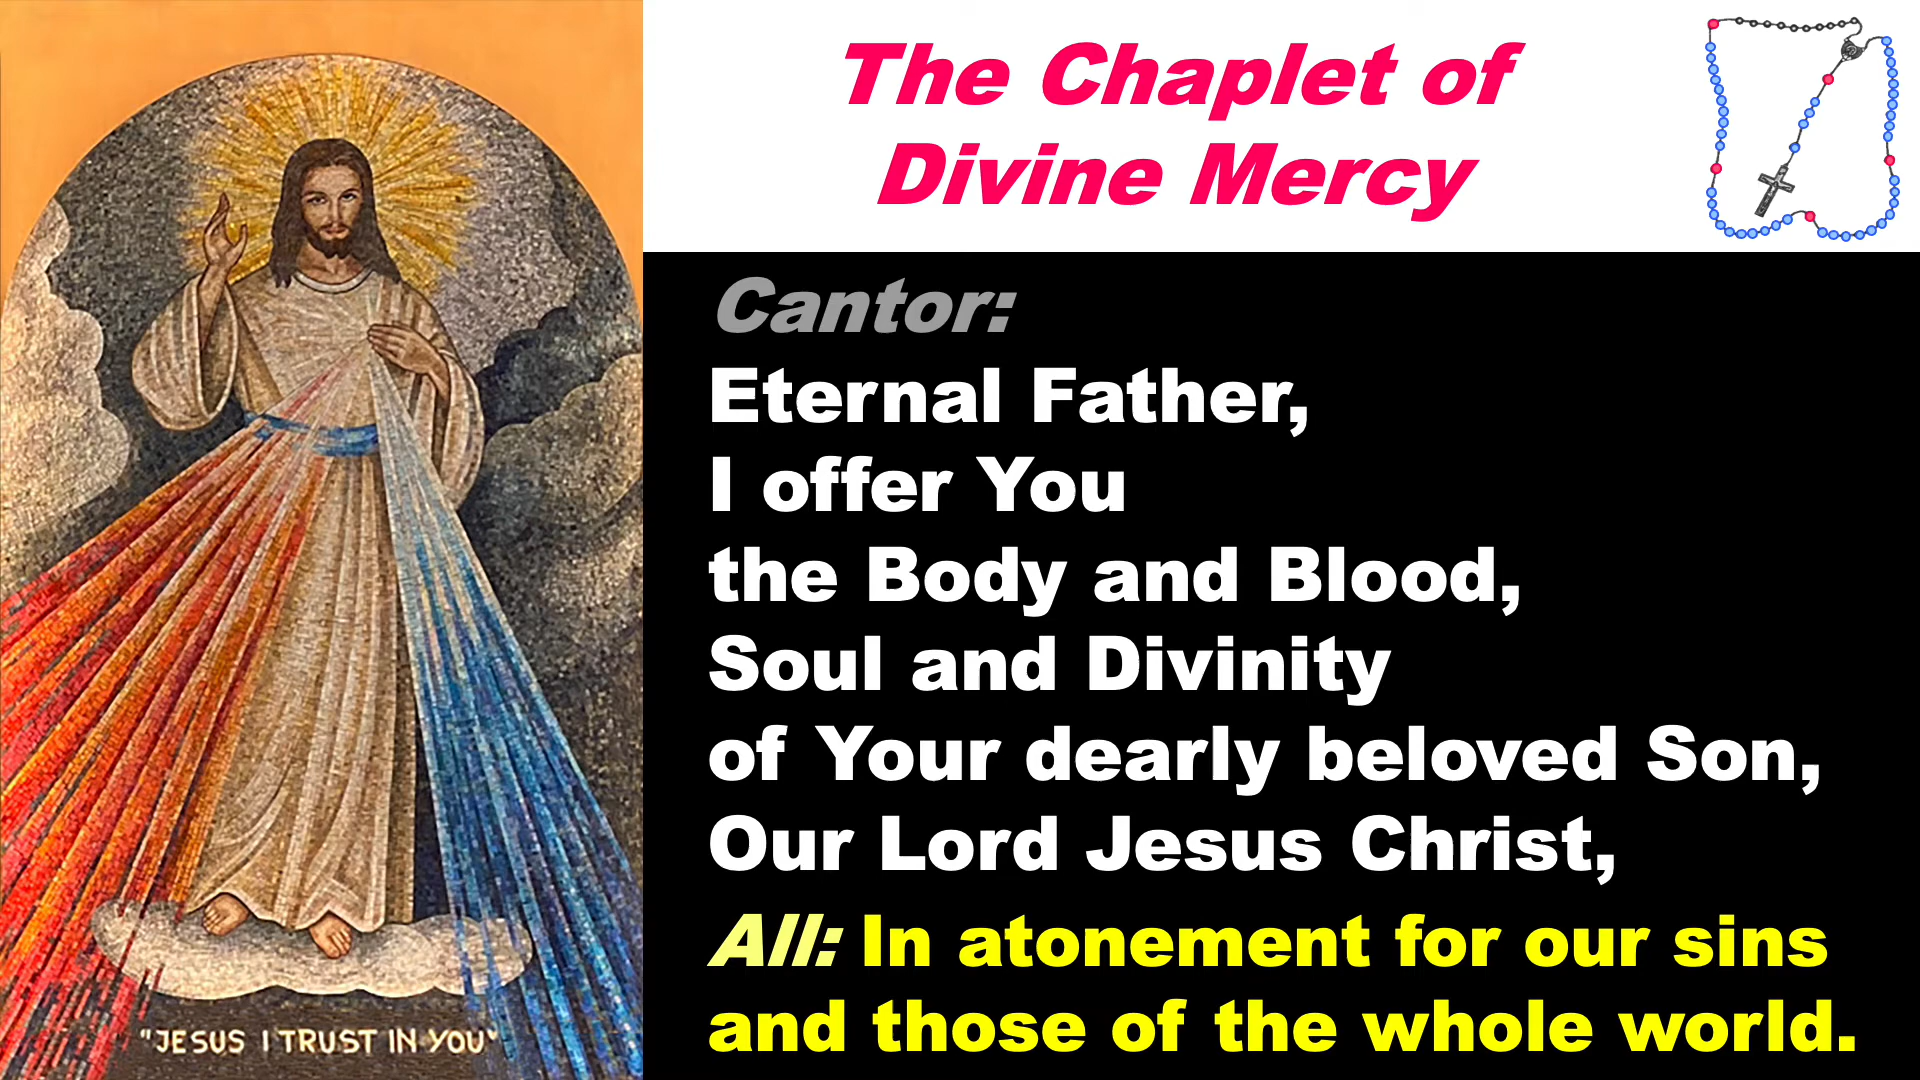 The Chaplet of
Divine Mercy
Cantor:
Eternal Father,
I offer You
the Body and Blood,
Soul and Divinity
of Your dearly beloved Son,
Our Lord Jesus Christ,
All: In atonement for our sins
and those of the whole world.
"JESUS I TRUST IN YOU"